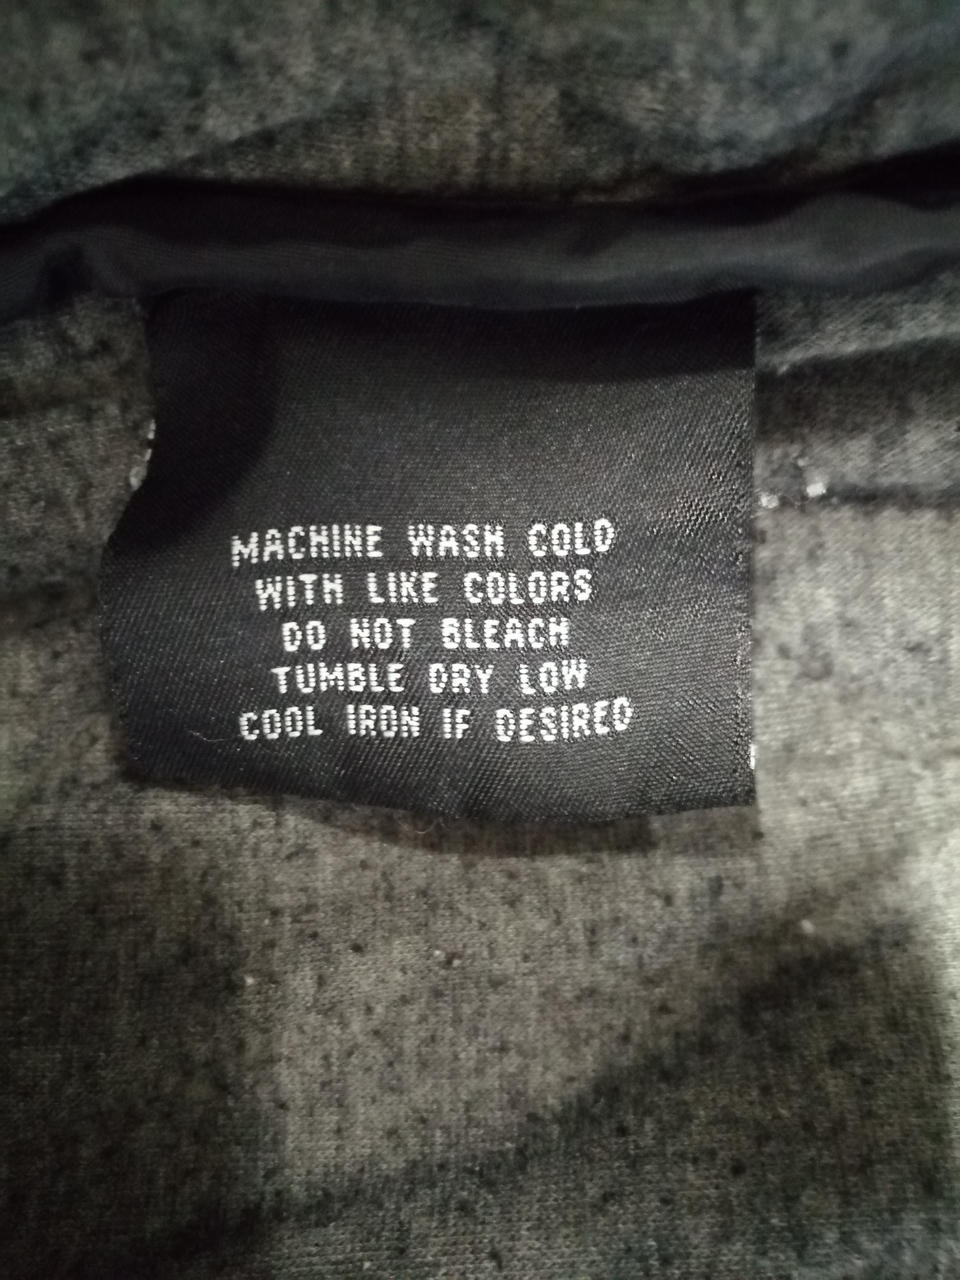 MACHINE WASH COLD
WITH LIKE COLORS
DO NOT BLEACH
TUMBLE DRY LOW
COOL IRON IF DESIRED